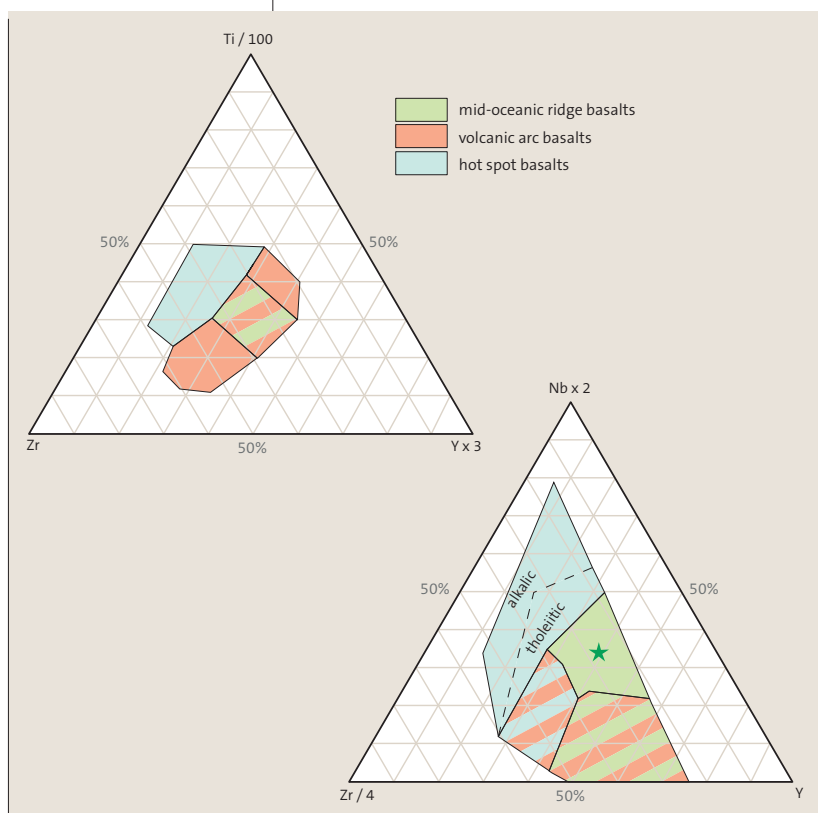 Ti / 100
mid-oceanic ridge basalts
volcanic arc basalts
hot spot basalts
50%
50%
Zr
50%
Y x 3
Nb x 2
alkalic
tholeiitic
50%
50%
Zr / 4
50%
Y